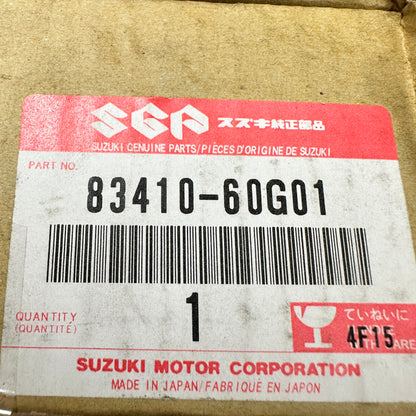 SGP スズキ純正部品
SUZUKI GENUINE PARTS/PIÈCES D'ORIGINE DE SUZUKI
PART NO.
83410-60G01
QUANTITY
(QUANTITÉ)
1
ていねいに
4F15
ARE
SUZUKI MOTOR CORPORATION
MADE IN JAPAN/FABRIQUÉ EN JAPON